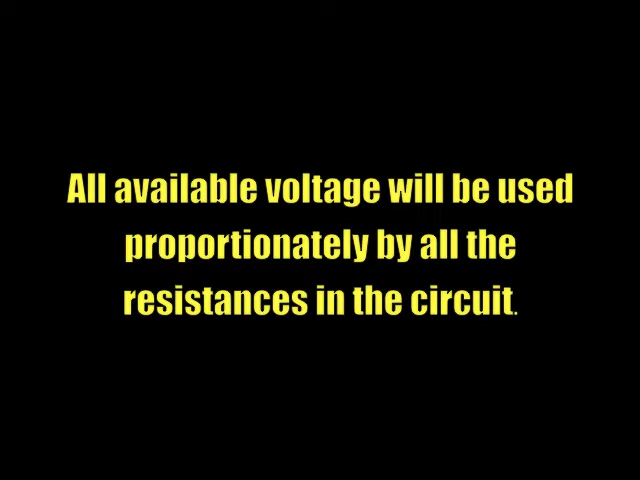 All available voltage will be used
proportionately by all the
resistances in the circuit.